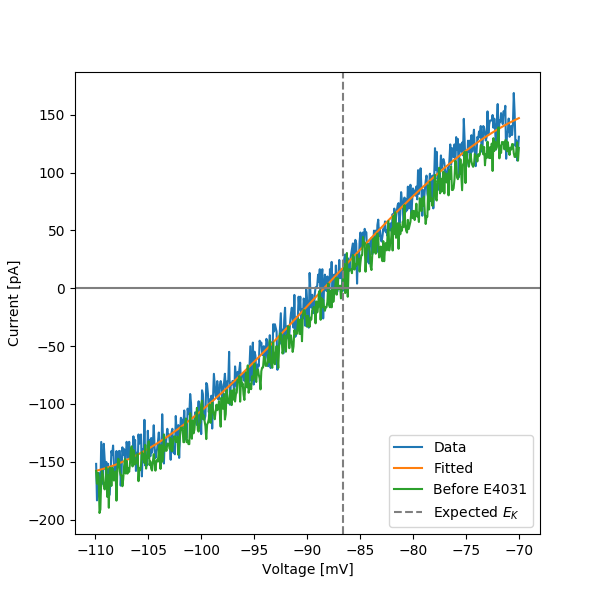 150
100
50
0
−50
−100
−150
−200
Current [pA]
−110 −105 −100 −95 −90 −85 −80 −75 −70
Voltage [mV]
Data
Fitted
Before E4031
Expected E_K